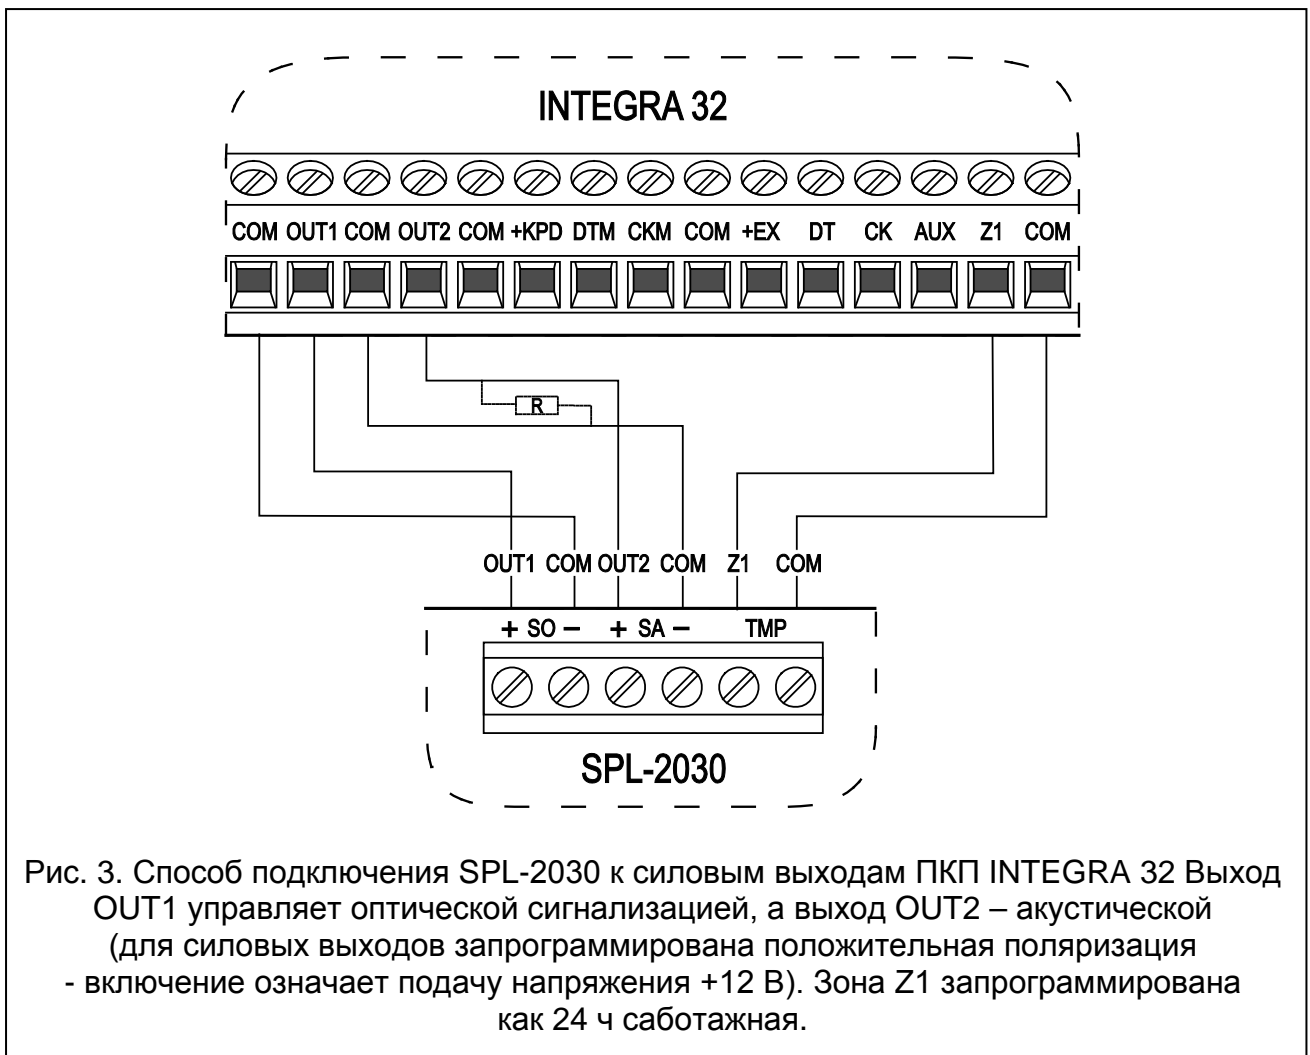 INTEGRA 32
COM OUT1 COM OUT2 COM +KPD DTM CKM COM +EX DT CK AUX Z1 COM
R
OUT1 COM OUT2 COM Z1 COM
+ SO – + SA – TMP
SPL-2030
Рис. 3. Способ подключения SPL-2030 к силовым выходам ПКП INTEGRA 32 Выход
OUT1 управляет оптической сигнализацией, а выход OUT2 – акустической
(для силовых выходов запрограммирована положительная поляризация
- включение означает подачу напряжения +12 В). Зона Z1 запрограммирована
как 24 ч саботажная.